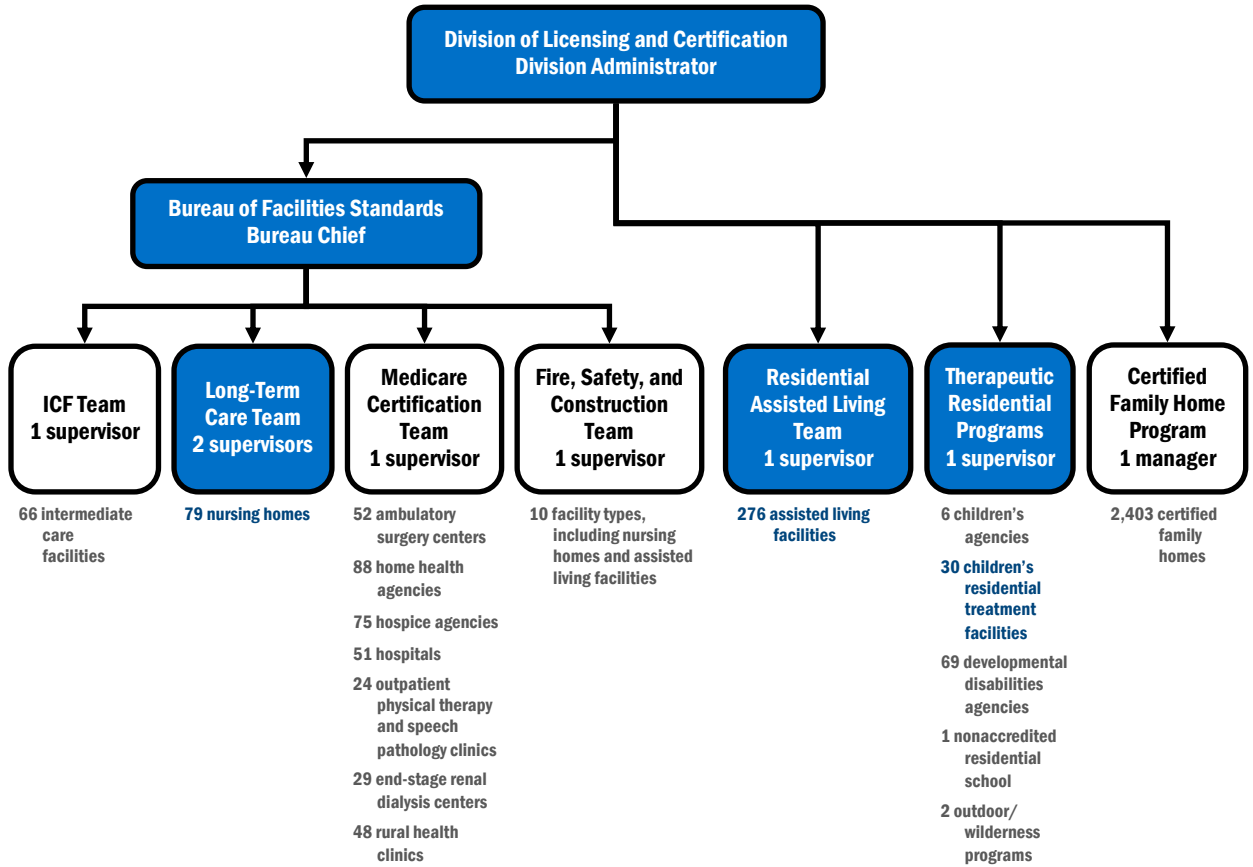 Division of Licensing and Certification
Division Administrator
Bureau of Facilities Standards
Bureau Chief
ICF Team
1 supervisor
Long-Term
Care Team
2 supervisors
Medicare
Certification
Team
1 supervisor
Fire, Safety, and
Construction
Team
1 supervisor
Residential
Assisted Living
Team
1 supervisor
Therapeutic
Residential
Programs
1 supervisor
Certified
Family Home
Program
1 manager
66 intermediate
care
facilities
79 nursing homes
52 ambulatory
surgery centers
88 home health
agencies
75 hospice agencies
51 hospitals
24 outpatient
physical therapy
and speech
pathology clinics
29 end-stage renal
dialysis centers
48 rural health
clinics
10 facility types,
including nursing
homes and assisted
living facilities
276 assisted living
facilities
6 children’s
agencies
30 children’s
residential
treatment
facilities
69 developmental
disabilities
agencies
1 nonaccredited
residential
school
2 outdoor/
wilderness
programs
2,403 certified
family
homes